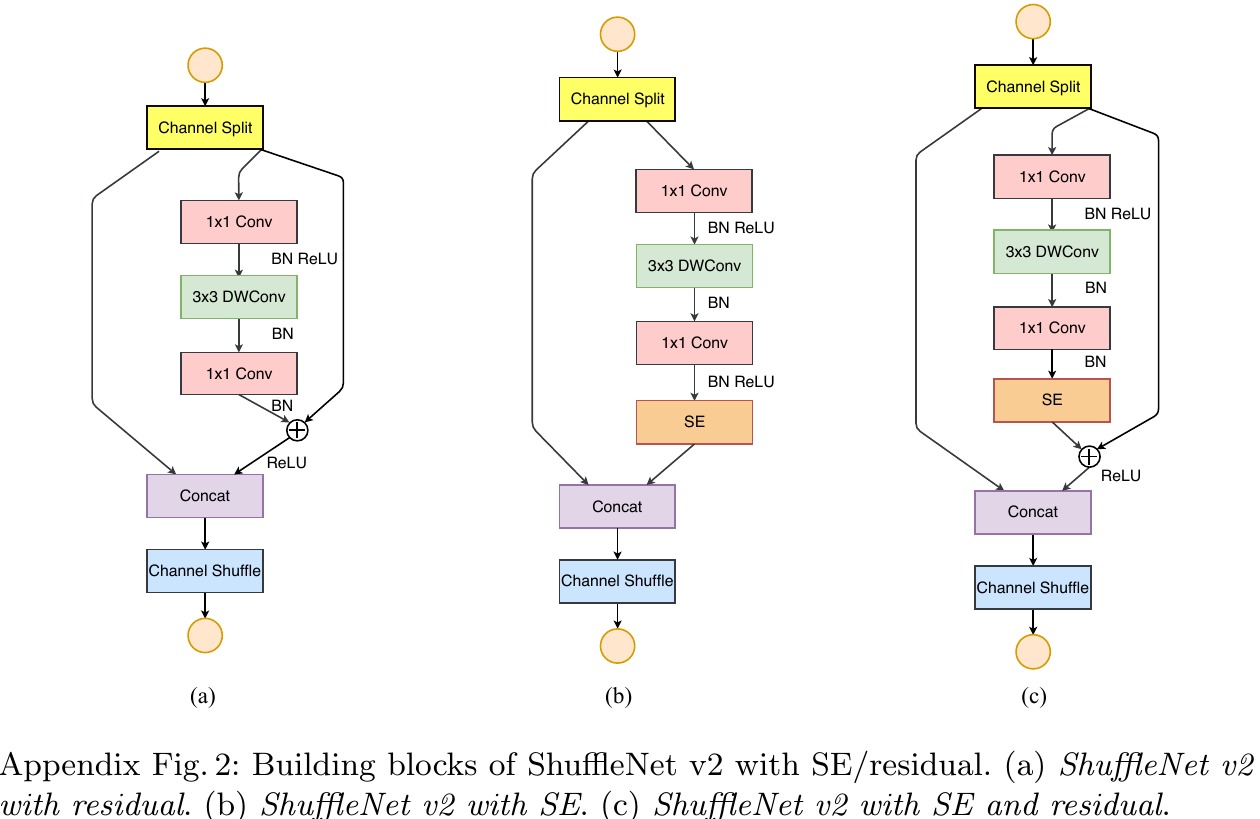 Channel Split
1x1 Conv
BN ReLU
3x3 DWConv
BN
1x1 Conv
BN
ReLU
Concat
Channel Shuffle
(a)
Channel Split
1x1 Conv
BN ReLU
3x3 DWConv
BN
1x1 Conv
BN ReLU
SE
Concat
Channel Shuffle
(b)
Channel Split
1x1 Conv
BN ReLU
3x3 DWConv
BN
1x1 Conv
BN
SE
ReLU
Concat
Channel Shuffle
(c)
Appendix Fig. 2: Building blocks of ShuffleNet v2 with SE/residual. (a) ShuffleNet v2
with residual. (b) ShuffleNet v2 with SE. (c) ShuffleNet v2 with SE and residual.